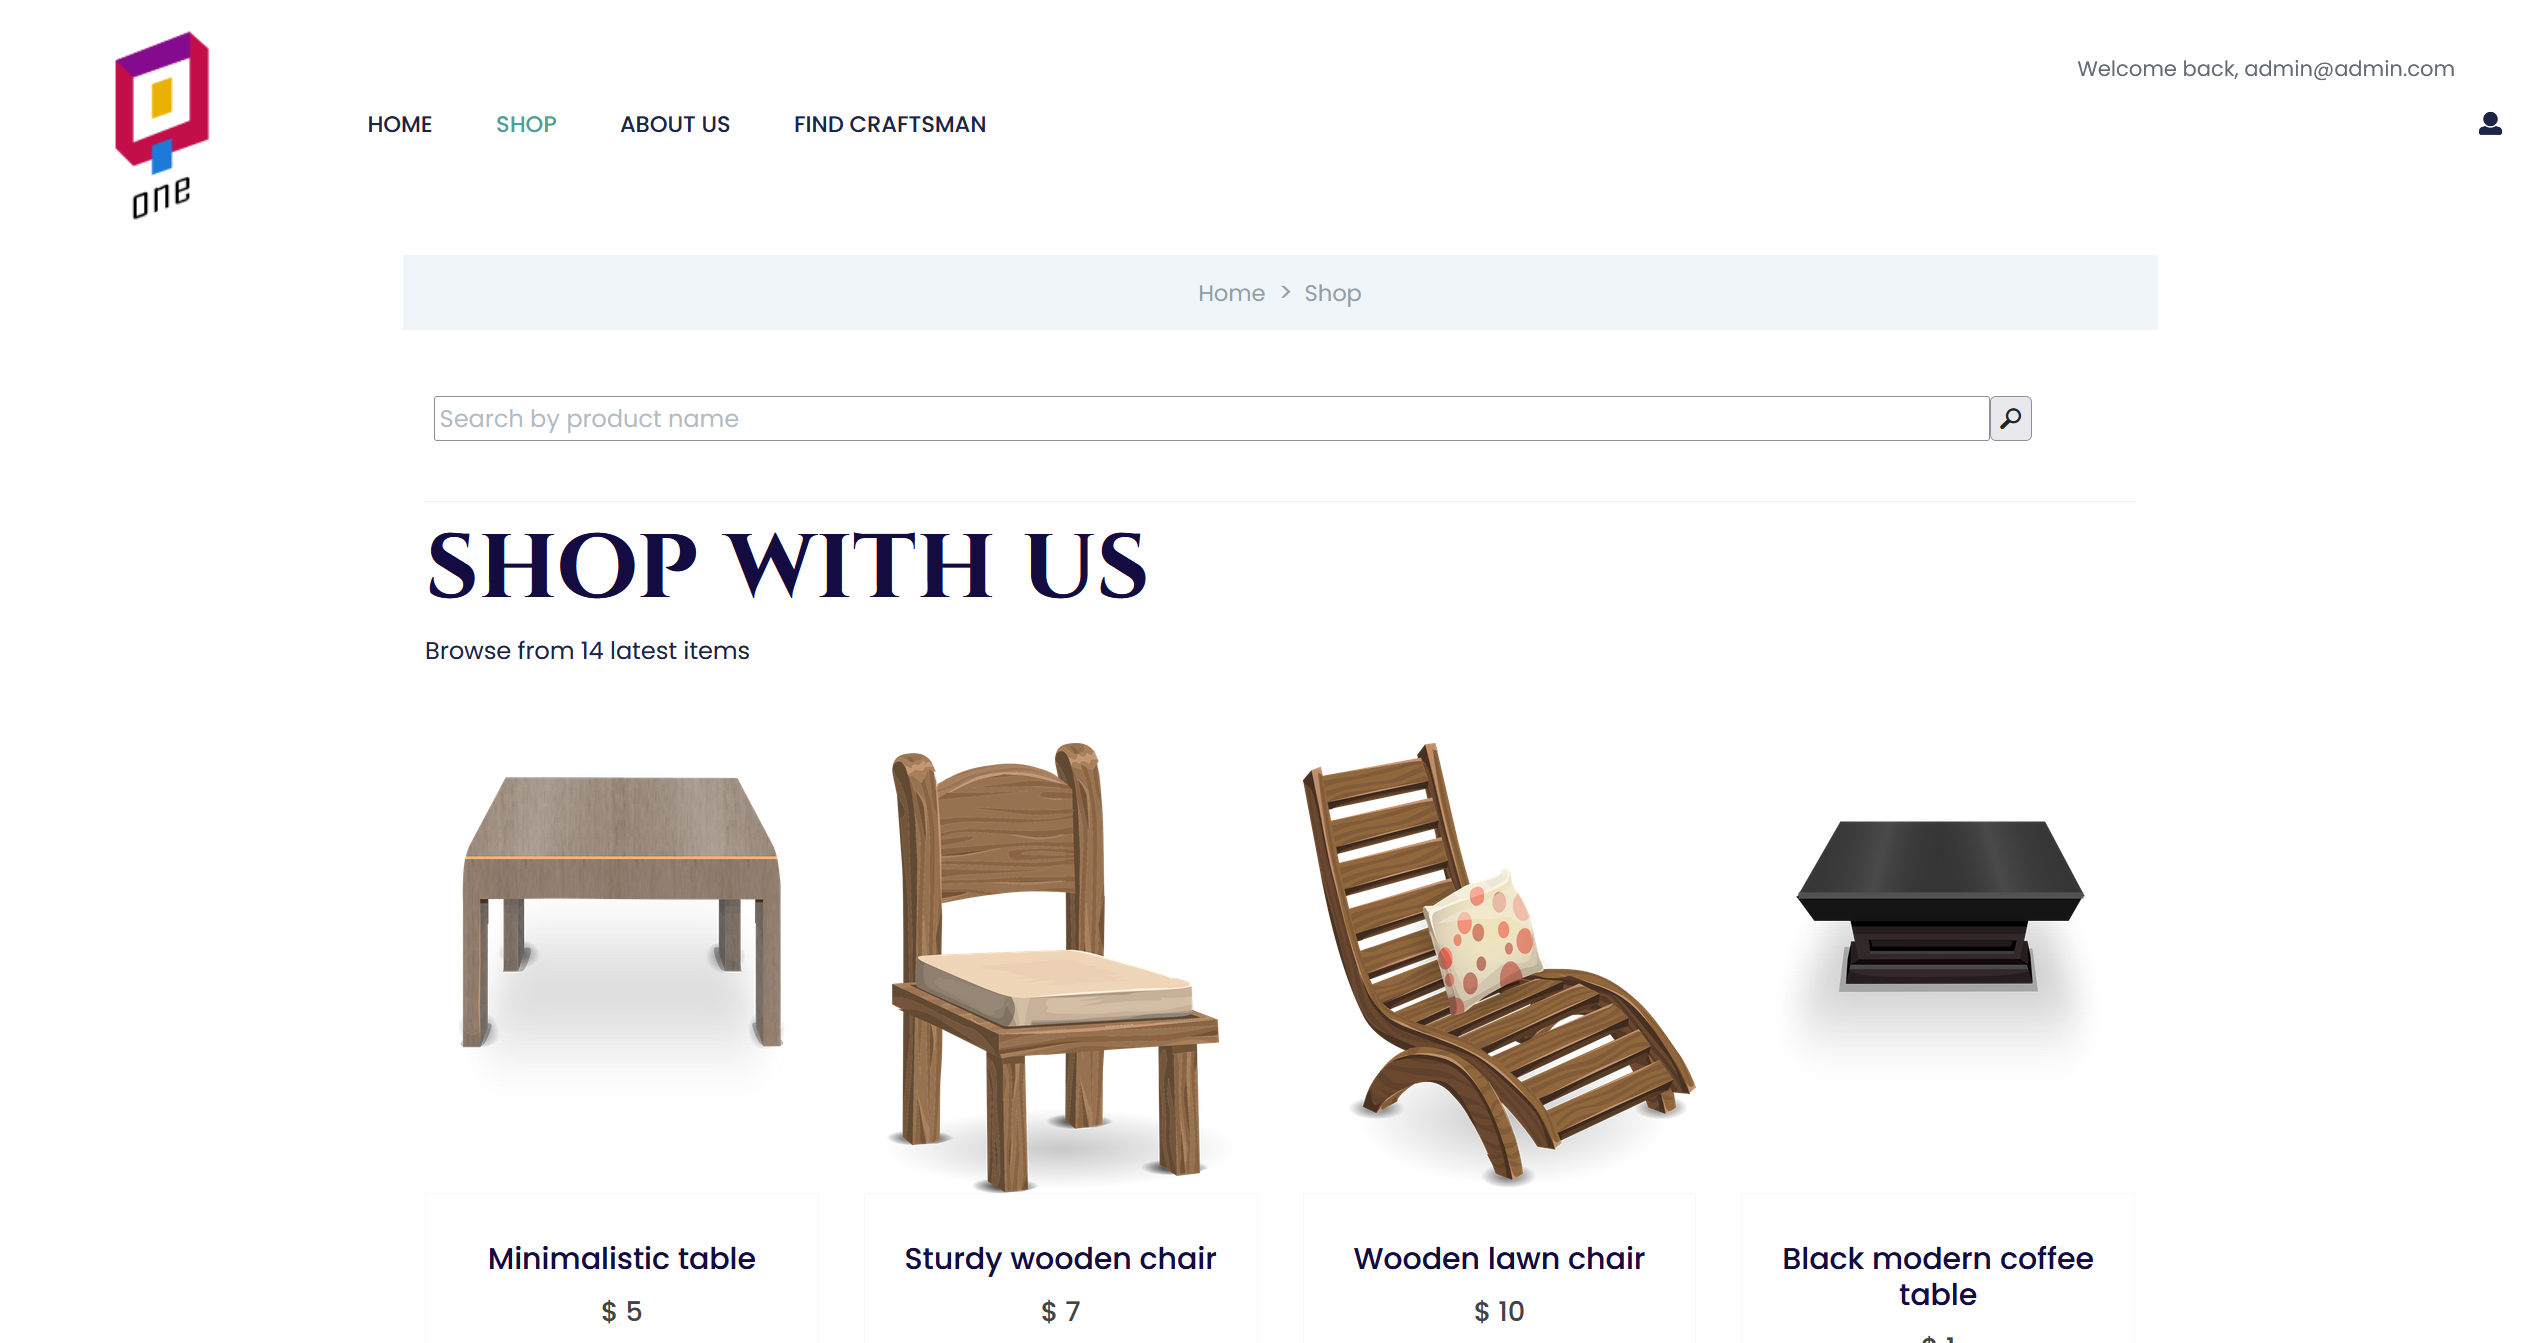 one
Welcome back, admin@admin.com
HOME SHOP ABOUT US FIND CRAFTSMAN
Home > Shop
Search by product name
SHOP WITH US
Browse from 14 latest items
Minimalistic table
$ 5
Sturdy wooden chair
$ 7
Wooden lawn chair
$ 10
Black modern coffee
table